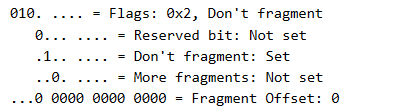 010. .... = Flags: 0x2, Don't fragment
0... .... = Reserved bit: Not set
.1.. .... = Don't fragment: Set
..0. .... = More fragments: Not set
...0 0000 0000 0000 = Fragment Offset: 0